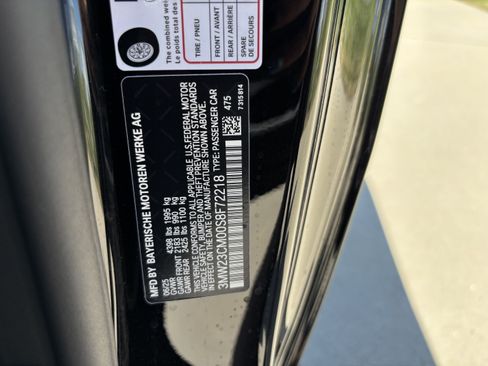 The combined we
Le poids total des
TIRE / PNEU
FRONT / AVANT
REAR / ARRIÈRE
SPARE
DE SECOURS
MFD BY BAYERISCHE MOTOREN WERKE AG
06/25
GVWR 4398 lbs 1995 kg
GAWR FRONT 2183 lbs 990 kg
GAWR REAR 2425 lbs 1100 kg
THIS VEHICLE CONFORMS TO ALL APPLICABLE U.S. FEDERAL MOTOR
VEHICLE SAFETY, BUMPER AND THEFT PREVENTION STANDARDS
IN EFFECT ON THE DATE OF MANUFACTURE SHOWN ABOVE.
3MW23CM00S8F72218
TYPE: PASSENGER CAR
475
7 315 814